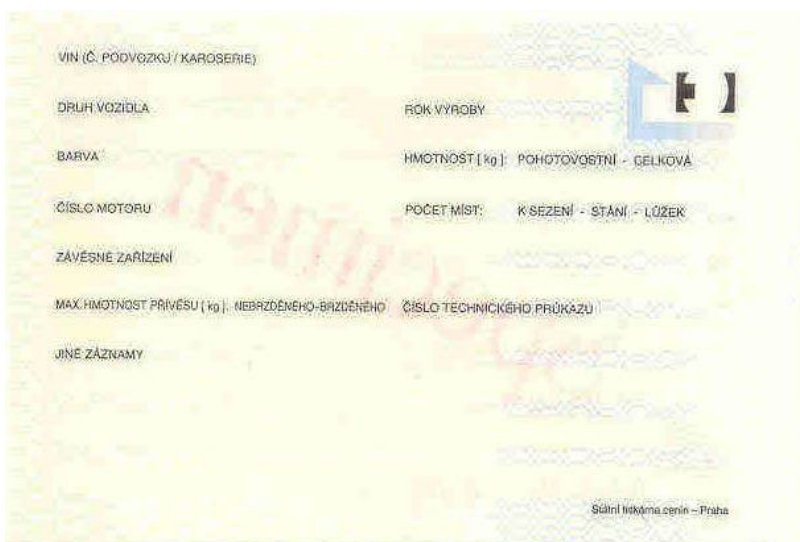 VIN (Č. PODVOZKU / KAROSERIE)
DRUH VOZIDLA ROK VÝROBY
BARVA HMOTNOST [ kg ]: POHOTOVOSTNÍ - CELKOVÁ
ČÍSLO MOTORU POČET MÍST: K SEZENÍ - STÁNÍ - LŮŽEK
ZÁVĚSNÉ ZAŘÍZENÍ
MAX. HMOTNOST PŘÍVĚSU [ kg ]: NEBRZDĚNÉHO-BRZDĚNÉHO ČÍSLO TECHNICKÉHO PRŮKAZU
JINÉ ZÁZNAMY
Specimen
Státní tiskárna cenin – Praha